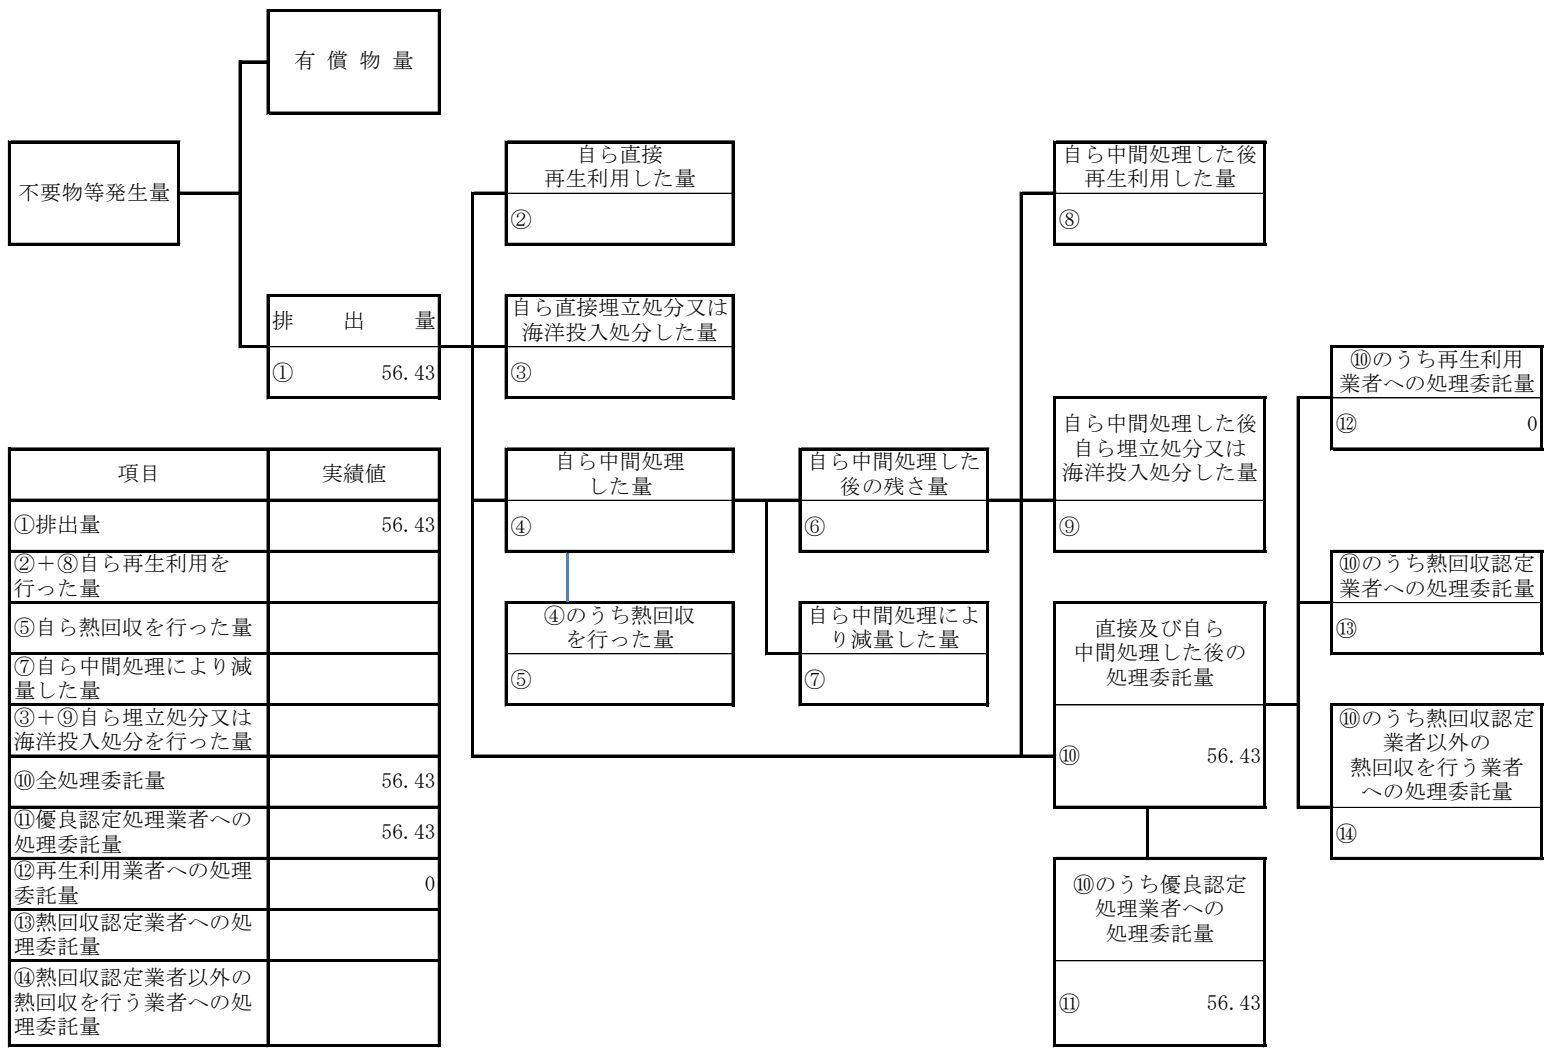 有償物量
不要物等発生量
排出量
① 56.43
自ら直接
再生利用した量
②
自ら直接埋立処分又は
海洋投入処分した量
③
自ら中間処理
した量
④
④のうち熱回収
を行った量
⑤
自ら中間処理した
後の残さ量
⑥
自ら中間処理によ
り減量した量
⑦
自ら中間処理した後
再生利用した量
⑧
自ら中間処理した後
自ら埋立処分又は
海洋投入処分した量
⑨
直接及び自ら
中間処理した後の
処理委託量
⑩ 56.43
⑩のうち優良認定
処理業者への
処理委託量
⑪ 56.43
⑩のうち再生利用
業者への処理委託量
⑫ 0
⑩のうち熱回収認定
業者への処理委託量
⑬
⑩のうち熱回収認定
業者以外の
熱回収を行う業者
への処理委託量
⑭
項目 実績値
①排出量 56.43
②＋⑧自ら再生利用を
行った量
⑤自ら熱回収を行った量
⑦自ら中間処理により減
量した量
③＋⑨自ら埋立処分又は
海洋投入処分を行った量
⑩全処理委託量 56.43
⑪優良認定処理業者への
処理委託量 56.43
⑫再生利用業者への処理
委託量 0
⑬熱回収認定業者への処
理委託量
⑭熱回収認定業者以外の
熱回収を行う業者への処
理委託量